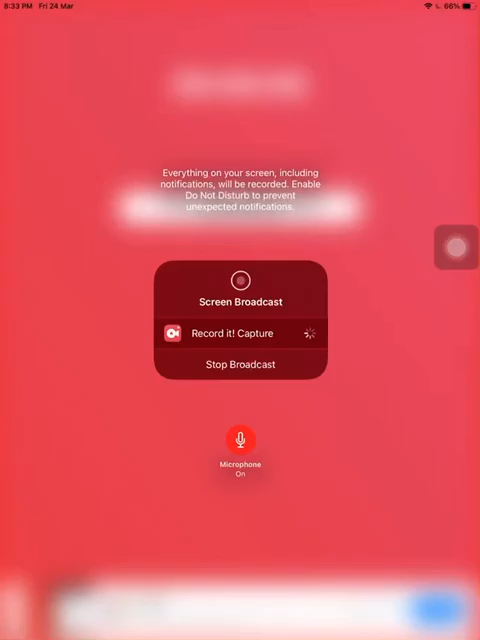 8:33 PM Fri 24 Mar 66%
Everything on your screen, including
notifications, will be recorded. Enable
Do Not Disturb to prevent
unexpected notifications.
Screen Broadcast
Record it! Capture
Stop Broadcast
Microphone
On